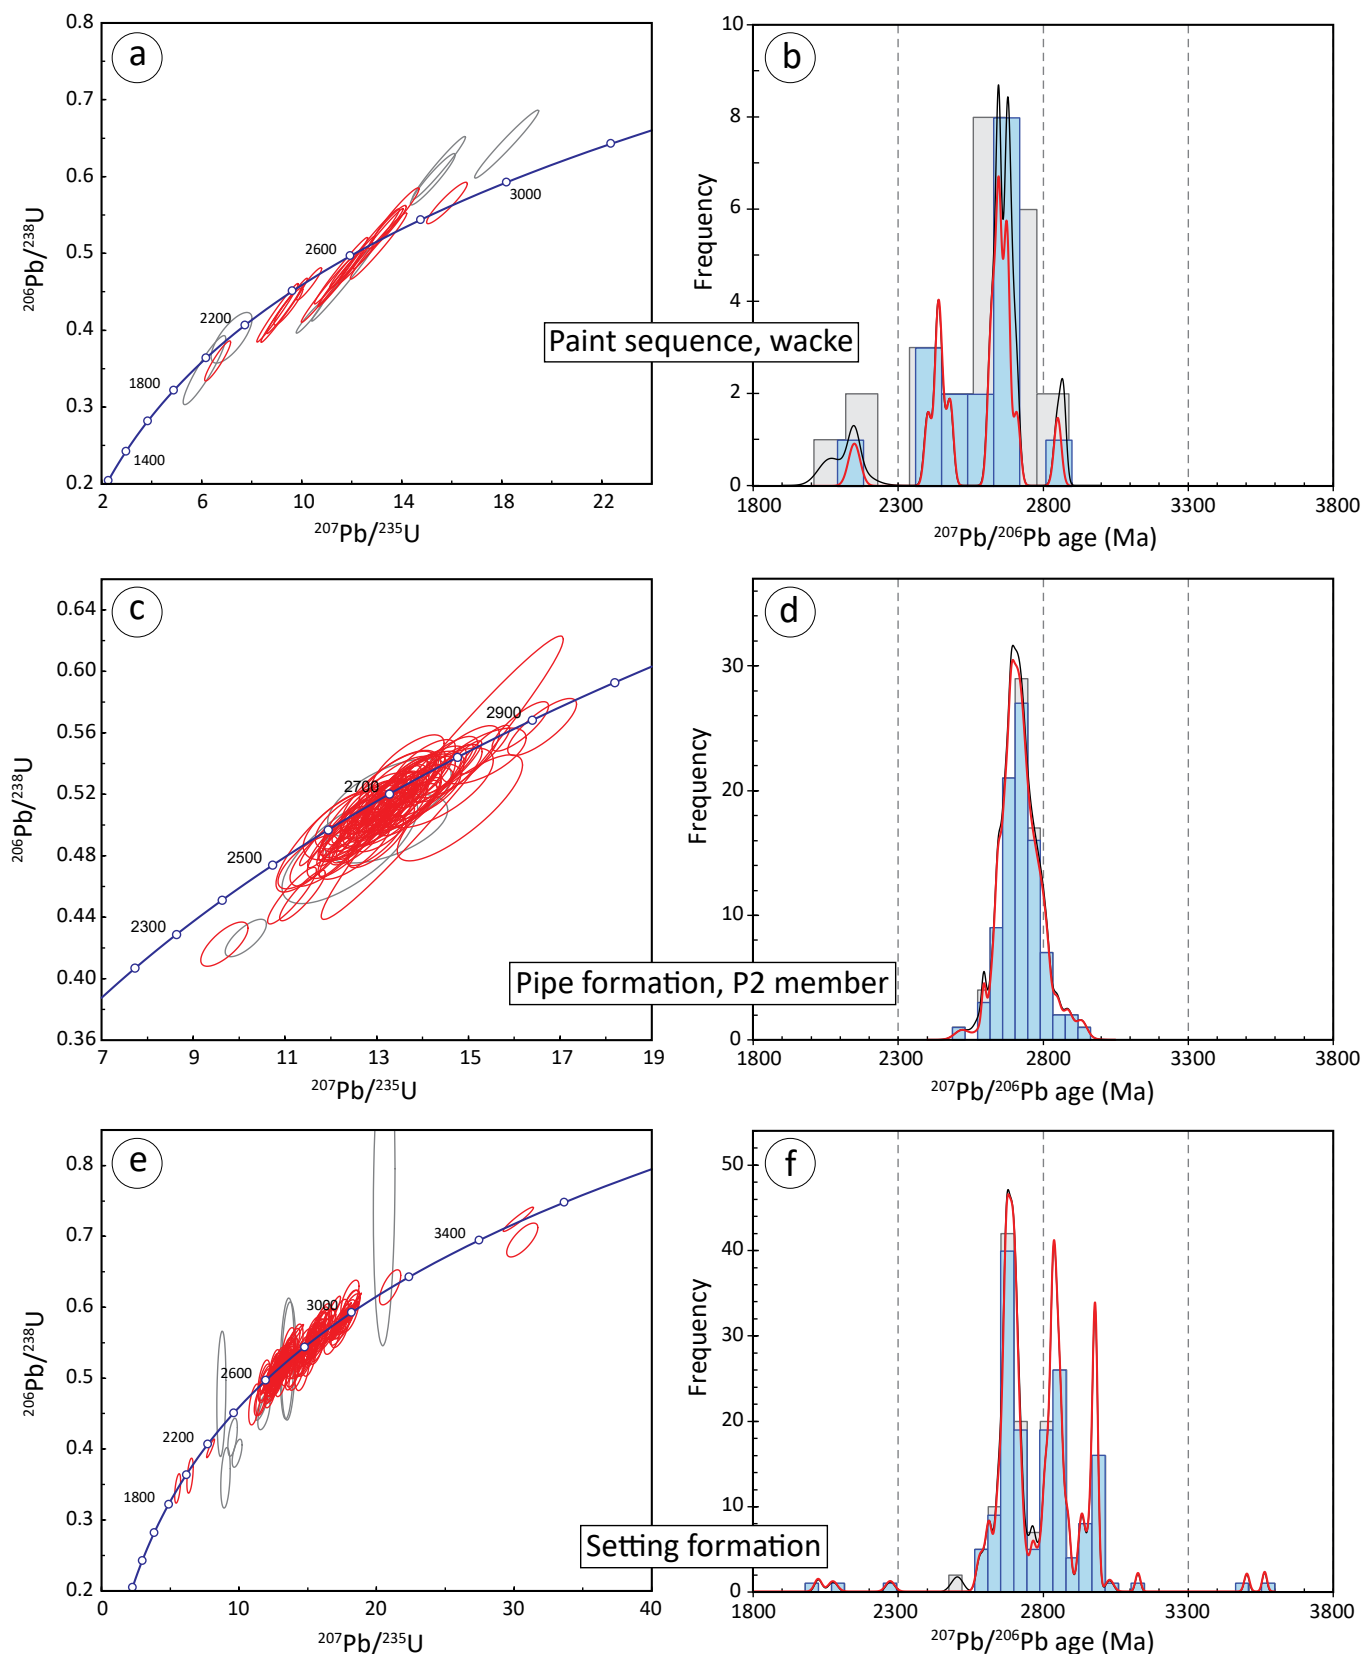 a
0.8
0.7
0.6
0.5
0.4
0.3
0.2
3000
2600
2200
1800
1400
2 6 10 14 18 22
²⁰⁶Pb/²³⁸U
²⁰⁷Pb/²³⁵U
b
10
8
6
4
2
0
Frequency
1800 2300 2800 3300 3800
²⁰⁷Pb/²⁰⁶Pb age (Ma)
Paint sequence, wacke
c
0.64
0.60
0.56
0.52
0.48
0.44
0.40
0.36
2900
2700
2500
2300
7 9 11 13 15 17 19
²⁰⁶Pb/²³⁸U
²⁰⁷Pb/²³⁵U
d
30
20
10
0
Frequency
1800 2300 2800 3300 3800
²⁰⁷Pb/²⁰⁶Pb age (Ma)
Pipe formation, P2 member
e
0.8
0.7
0.6
0.5
0.4
0.3
0.2
3400
3000
2600
2200
1800
0 10 20 30 40
²⁰⁶Pb/²³⁸U
²⁰⁷Pb/²³⁵U
f
50
40
30
20
10
0
Frequency
1800 2300 2800 3300 3800
²⁰⁷Pb/²⁰⁶Pb age (Ma)
Setting formation